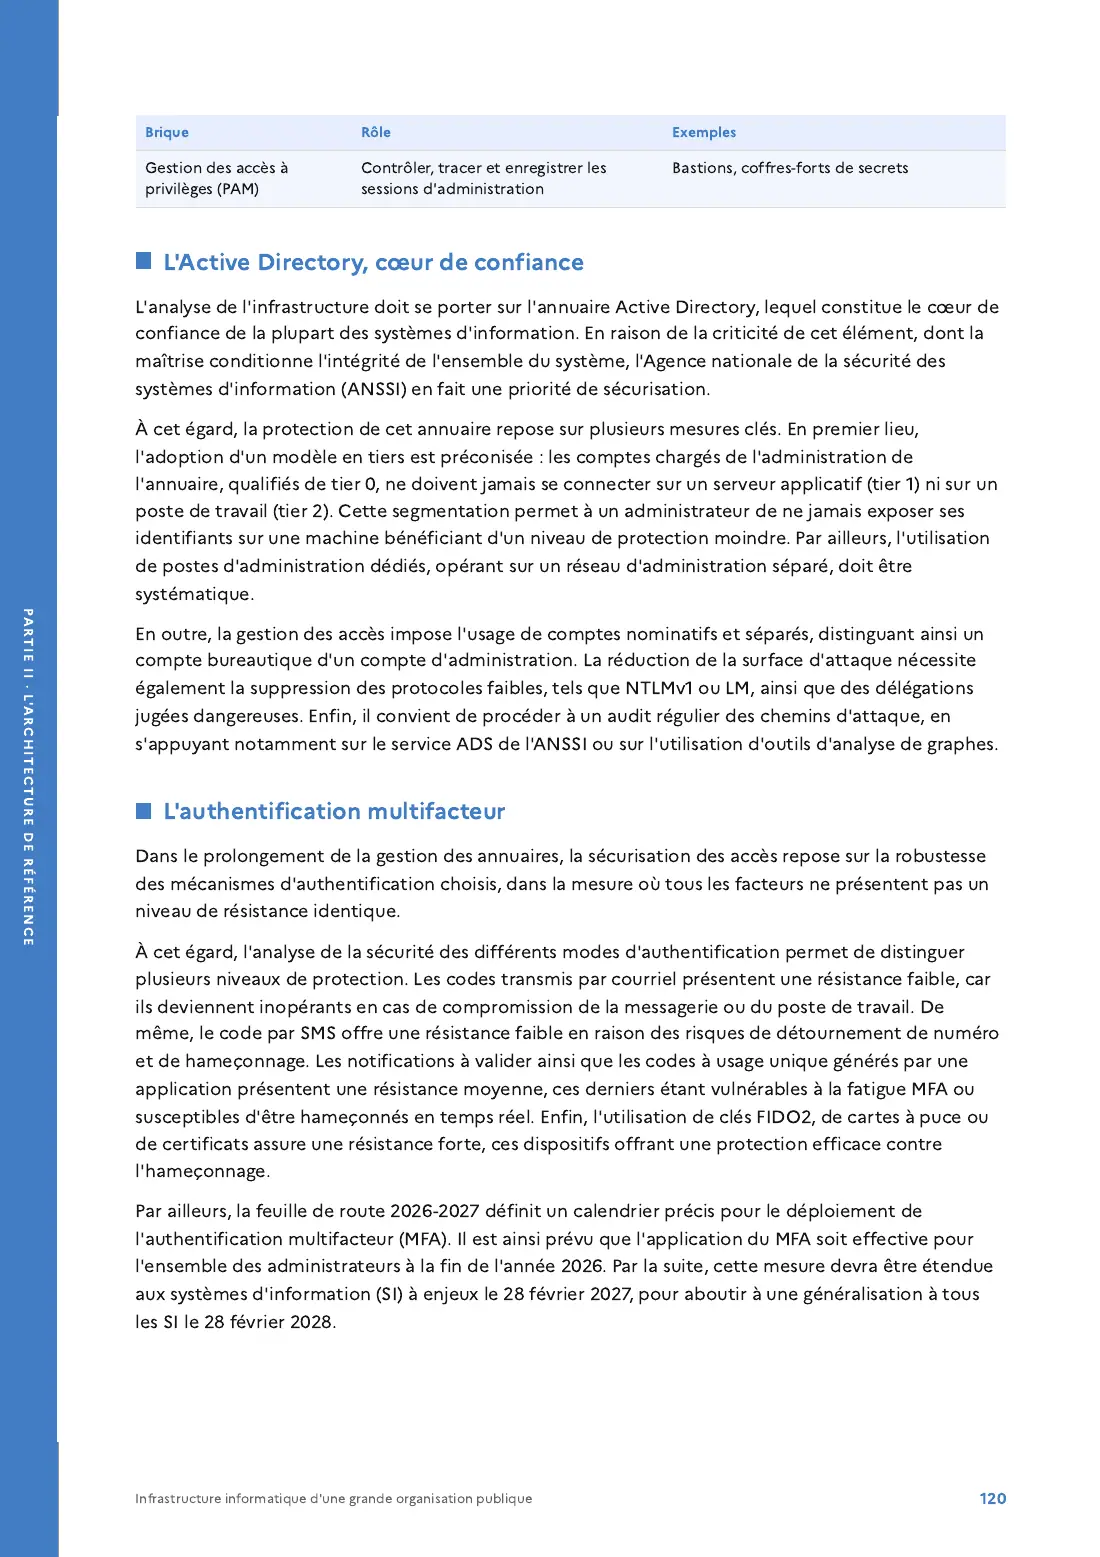 Brique Rôle Exemples
Gestion des accès à privilèges (PAM) Contrôler, tracer et enregistrer les sessions d'administration Bastions, coffres-forts de secrets
L'Active Directory, cœur de confiance
L'analyse de l'infrastructure doit se porter sur l'annuaire Active Directory, lequel constitue le cœur de
confiance de la plupart des systèmes d'information. En raison de la criticité de cet élément, dont la
maîtrise conditionne l'intégrité de l'ensemble du système, l'Agence nationale de la sécurité des
systèmes d'information (ANSSI) en fait une priorité de sécurisation.
À cet égard, la protection de cet annuaire repose sur plusieurs mesures clés. En premier lieu,
l'adoption d'un modèle en tiers est préconisée : les comptes chargés de l'administration de
l'annuaire, qualifiés de tier 0, ne doivent jamais se connecter sur un serveur applicatif (tier 1) ni sur un
poste de travail (tier 2). Cette segmentation permet à un administrateur de ne jamais exposer ses
identifiants sur une machine bénéficiant d'un niveau de protection moindre. Par ailleurs, l'utilisation
de postes d'administration dédiés, opérant sur un réseau d'administration séparé, doit être
systématique.
En outre, la gestion des accès impose l'usage de comptes nominatifs et séparés, distinguant ainsi un
compte bureautique d'un compte d'administration. La réduction de la surface d'attaque nécessite
également la suppression des protocoles faibles, tels que NTLMv1 ou LM, ainsi que des délégations
jugées dangereuses. Enfin, il convient de procéder à un audit régulier des chemins d'attaque, en
s'appuyant notamment sur le service ADS de l'ANSSI ou sur l'utilisation d'outils d'analyse de graphes.
L'authentification multifacteur
Dans le prolongement de la gestion des annuaires, la sécurisation des accès repose sur la robustesse
des mécanismes d'authentification choisis, dans la mesure où tous les facteurs ne présentent pas un
niveau de résistance identique.
À cet égard, l'analyse de la sécurité des différents modes d'authentification permet de distinguer
plusieurs niveaux de protection. Les codes transmis par courriel présentent une résistance faible, car
ils deviennent inopérants en cas de compromission de la messagerie ou du poste de travail. De
même, le code par SMS offre une résistance faible en raison des risques de détournement de numéro
et de hameçonnage. Les notifications à valider ainsi que les codes à usage unique générés par une
application présentent une résistance moyenne, ces derniers étant vulnérables à la fatigue MFA ou
susceptibles d'être hameçonnés en temps réel. Enfin, l'utilisation de clés FIDO2, de cartes à puce ou
de certificats assure une résistance forte, ces dispositifs offrant une protection efficace contre
l'hameçonnage.
Par ailleurs, la feuille de route 2026-2027 définit un calendrier précis pour le déploiement de
l'authentification multifacteur (MFA). Il est ainsi prévu que l'application du MFA soit effective pour
l'ensemble des administrateurs à la fin de l'année 2026. Par la suite, cette mesure devra être étendue
aux systèmes d'information (SI) à enjeux le 28 février 2027, pour aboutir à une généralisation à tous
les SI le 28 février 2028.
PARTIE II · L'ARCHITECTURE DE RÉFÉRENCE
Infrastructure informatique d'une grande organisation publique 120